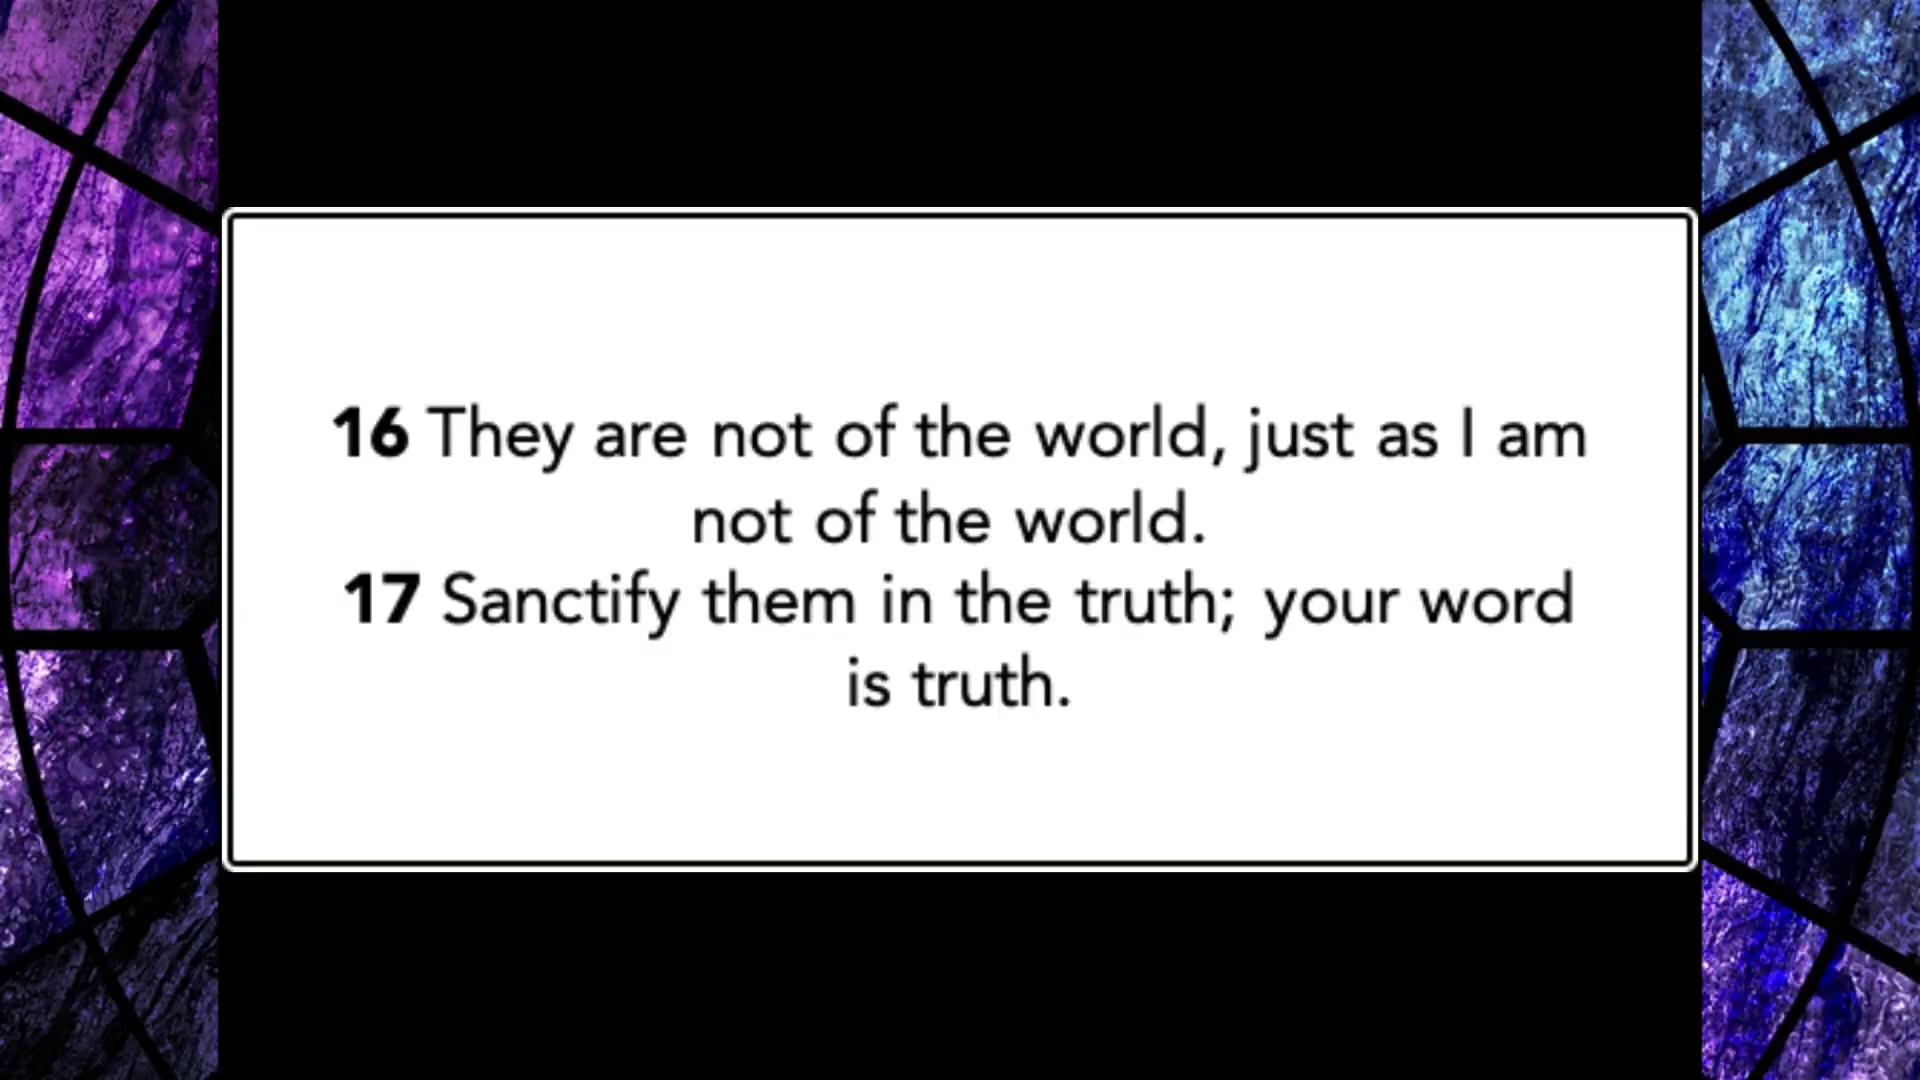 16 They are not of the world, just as I am
not of the world.
17 Sanctify them in the truth; your word
is truth.